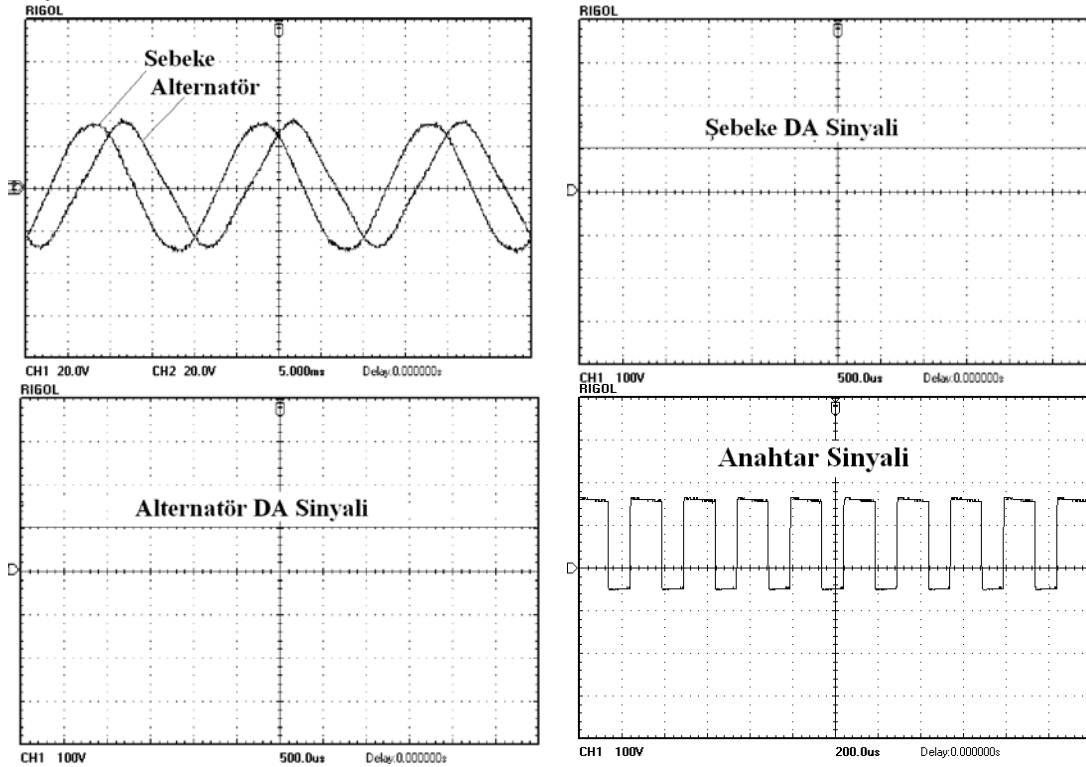 RIGOL
Sebeke
Alternatör
CH1 20.0V CH2 20.0V 5.000ms Delay:0.000000s
RIGOL
Şebeke DA Sinyali
CH1 100V 500.0us Delay:0.000000s
RIGOL
Alternatör DA Sinyali
CH1 100V 500.0us Delay:0.000000s
RIGOL
Anahtar Sinyali
CH1 100V 200.0us Delay:0.000000s